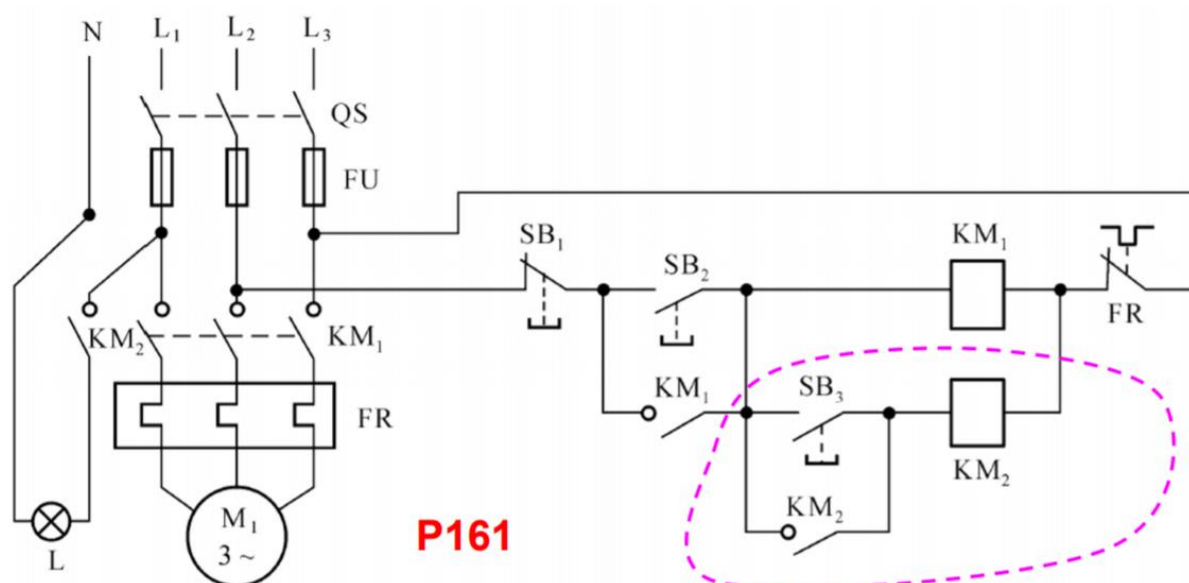 N L₁ L₂ L₃
QS
FU
SB₁ SB₂ KM₁
KM₂ KM₁ FR
KM₁ SB₃
FR KM₂
KM₂
M₁
3 ~
P161
L